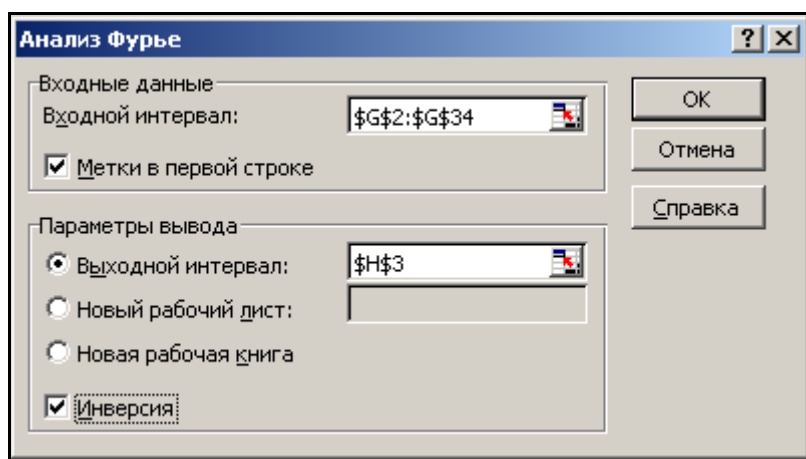 Анализ Фурье
Входные данные
Входной интервал: $G$2:$G$34
Метки в первой строке
Параметры вывода
Выходной интервал: $H$3
Новый рабочий лист:
Новая рабочая книга
Инверсия
OK
Отмена
Справка